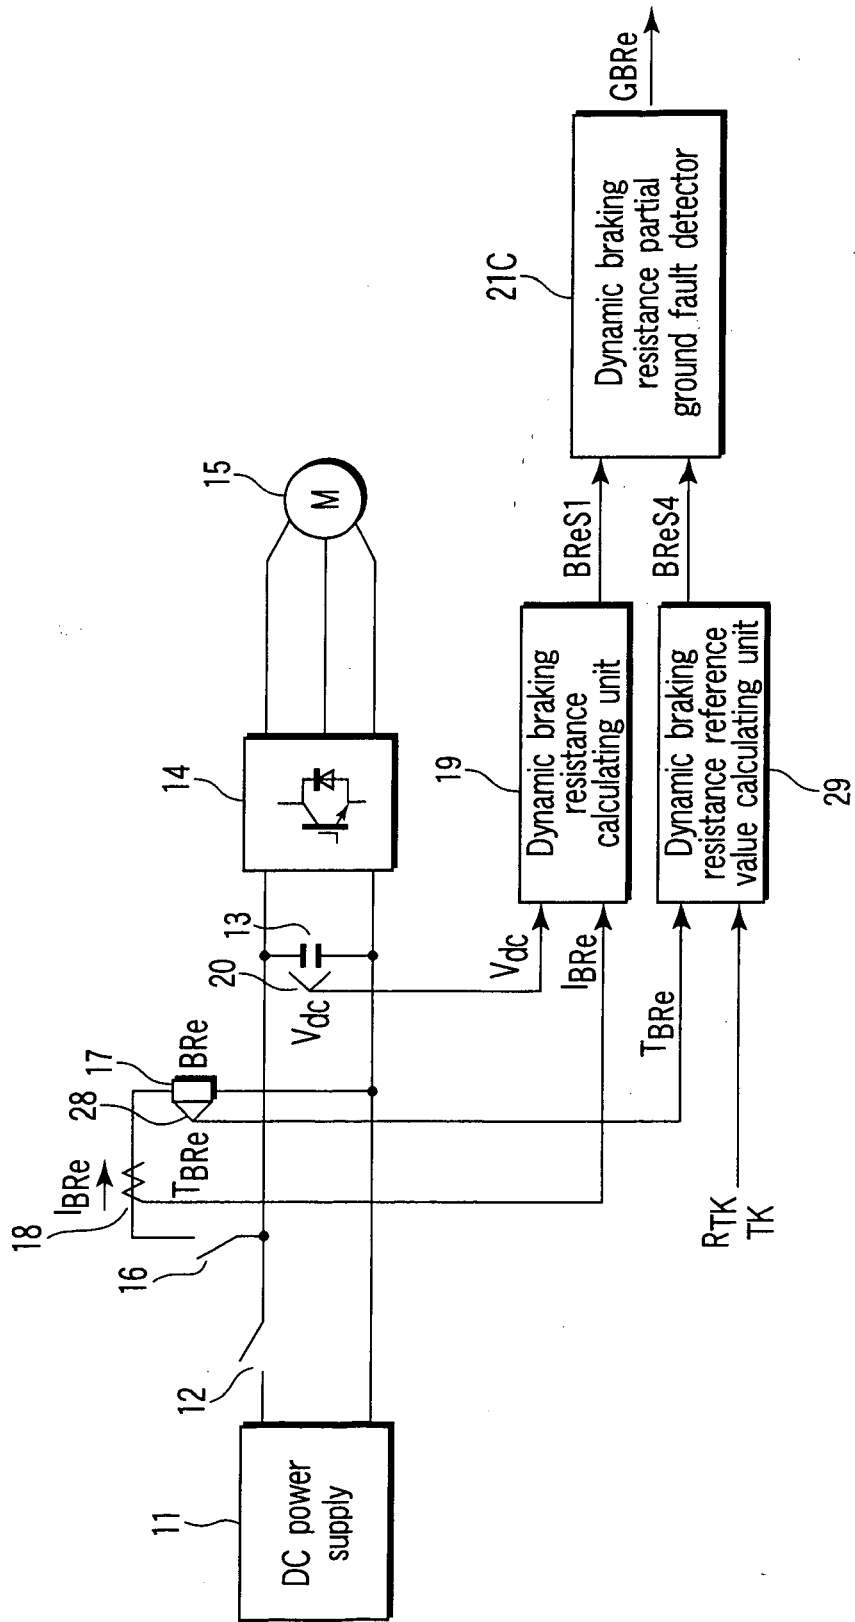 11
DC power
supply
12
16
18
IBRe
TBRe
28
17
BRe
Vdc
20
13
14
15
M
Vdc
IBRe
19
Dynamic braking
resistance
calculating unit
BReS1
TBRe
RTK
TK
Dynamic braking
resistance reference
value calculating unit
29
BReS4
21C
Dynamic braking
resistance partial
ground fault detector
GBRe